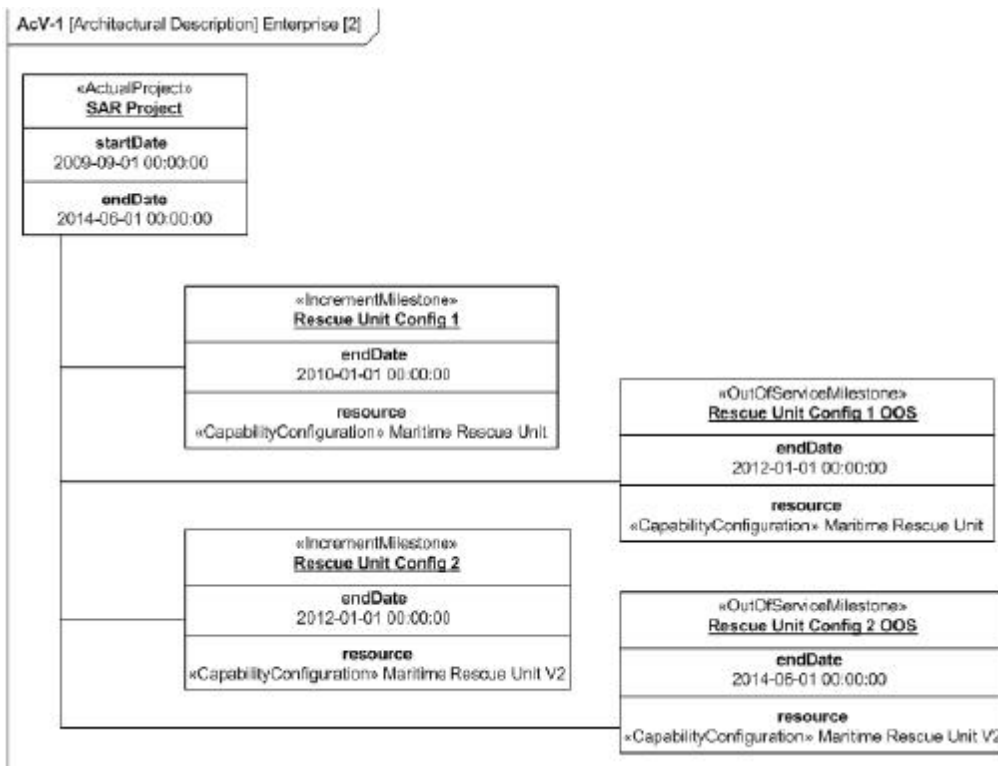 AcV-1 [Architectural Description] Enterprise [2]
«ActualProject»
SAR Project
startDate
2009-09-01 00:00:00
endDate
2014-06-01 00:00:00
«IncrementMilestone»
Rescue Unit Config 1
endDate
2010-01-01 00:00:00
resource
«CapabilityConfiguration» Maritime Rescue Unit
«OutOfServiceMilestone»
Rescue Unit Config 1 OOS
endDate
2012-01-01 00:00:00
resource
«CapabilityConfiguration» Maritime Rescue Unit
«IncrementMilestone»
Rescue Unit Config 2
endDate
2012-01-01 00:00:00
resource
«CapabilityConfiguration» Maritime Rescue Unit V2
«OutOfServiceMilestone»
Rescue Unit Config 2 OOS
endDate
2014-06-01 00:00:00
resource
«CapabilityConfiguration» Maritime Rescue Unit V2